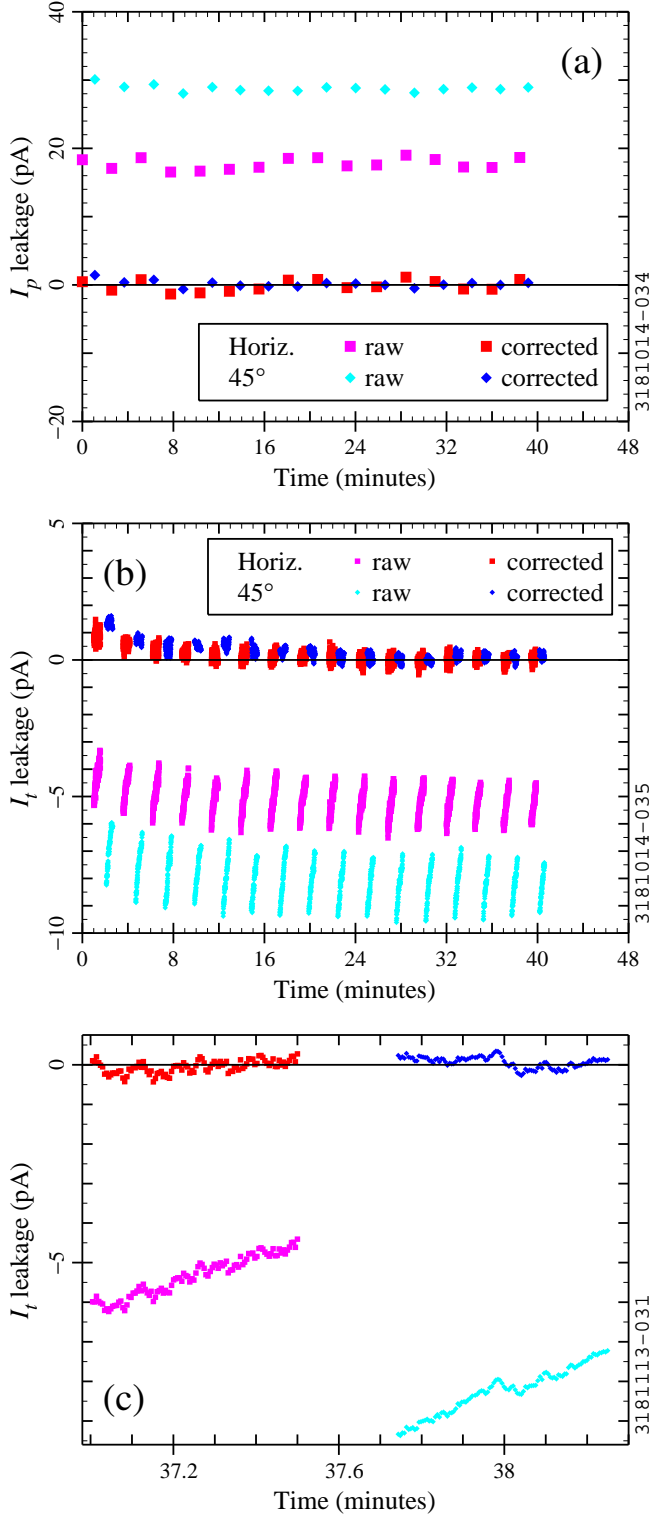 40
(a)
20
0
−20
I_p leakage (pA)
Horiz. raw corrected
45° raw corrected
0 8 16 24 32 40 48
Time (minutes)
3181014−034
5
(b)
Horiz. raw corrected
45° raw corrected
0
−5
−10
I_t leakage (pA)
0 8 16 24 32 40 48
Time (minutes)
3181014−035
0
−5
I_t leakage (pA)
(c)
37.2 37.6 38
Time (minutes)
3181113−031